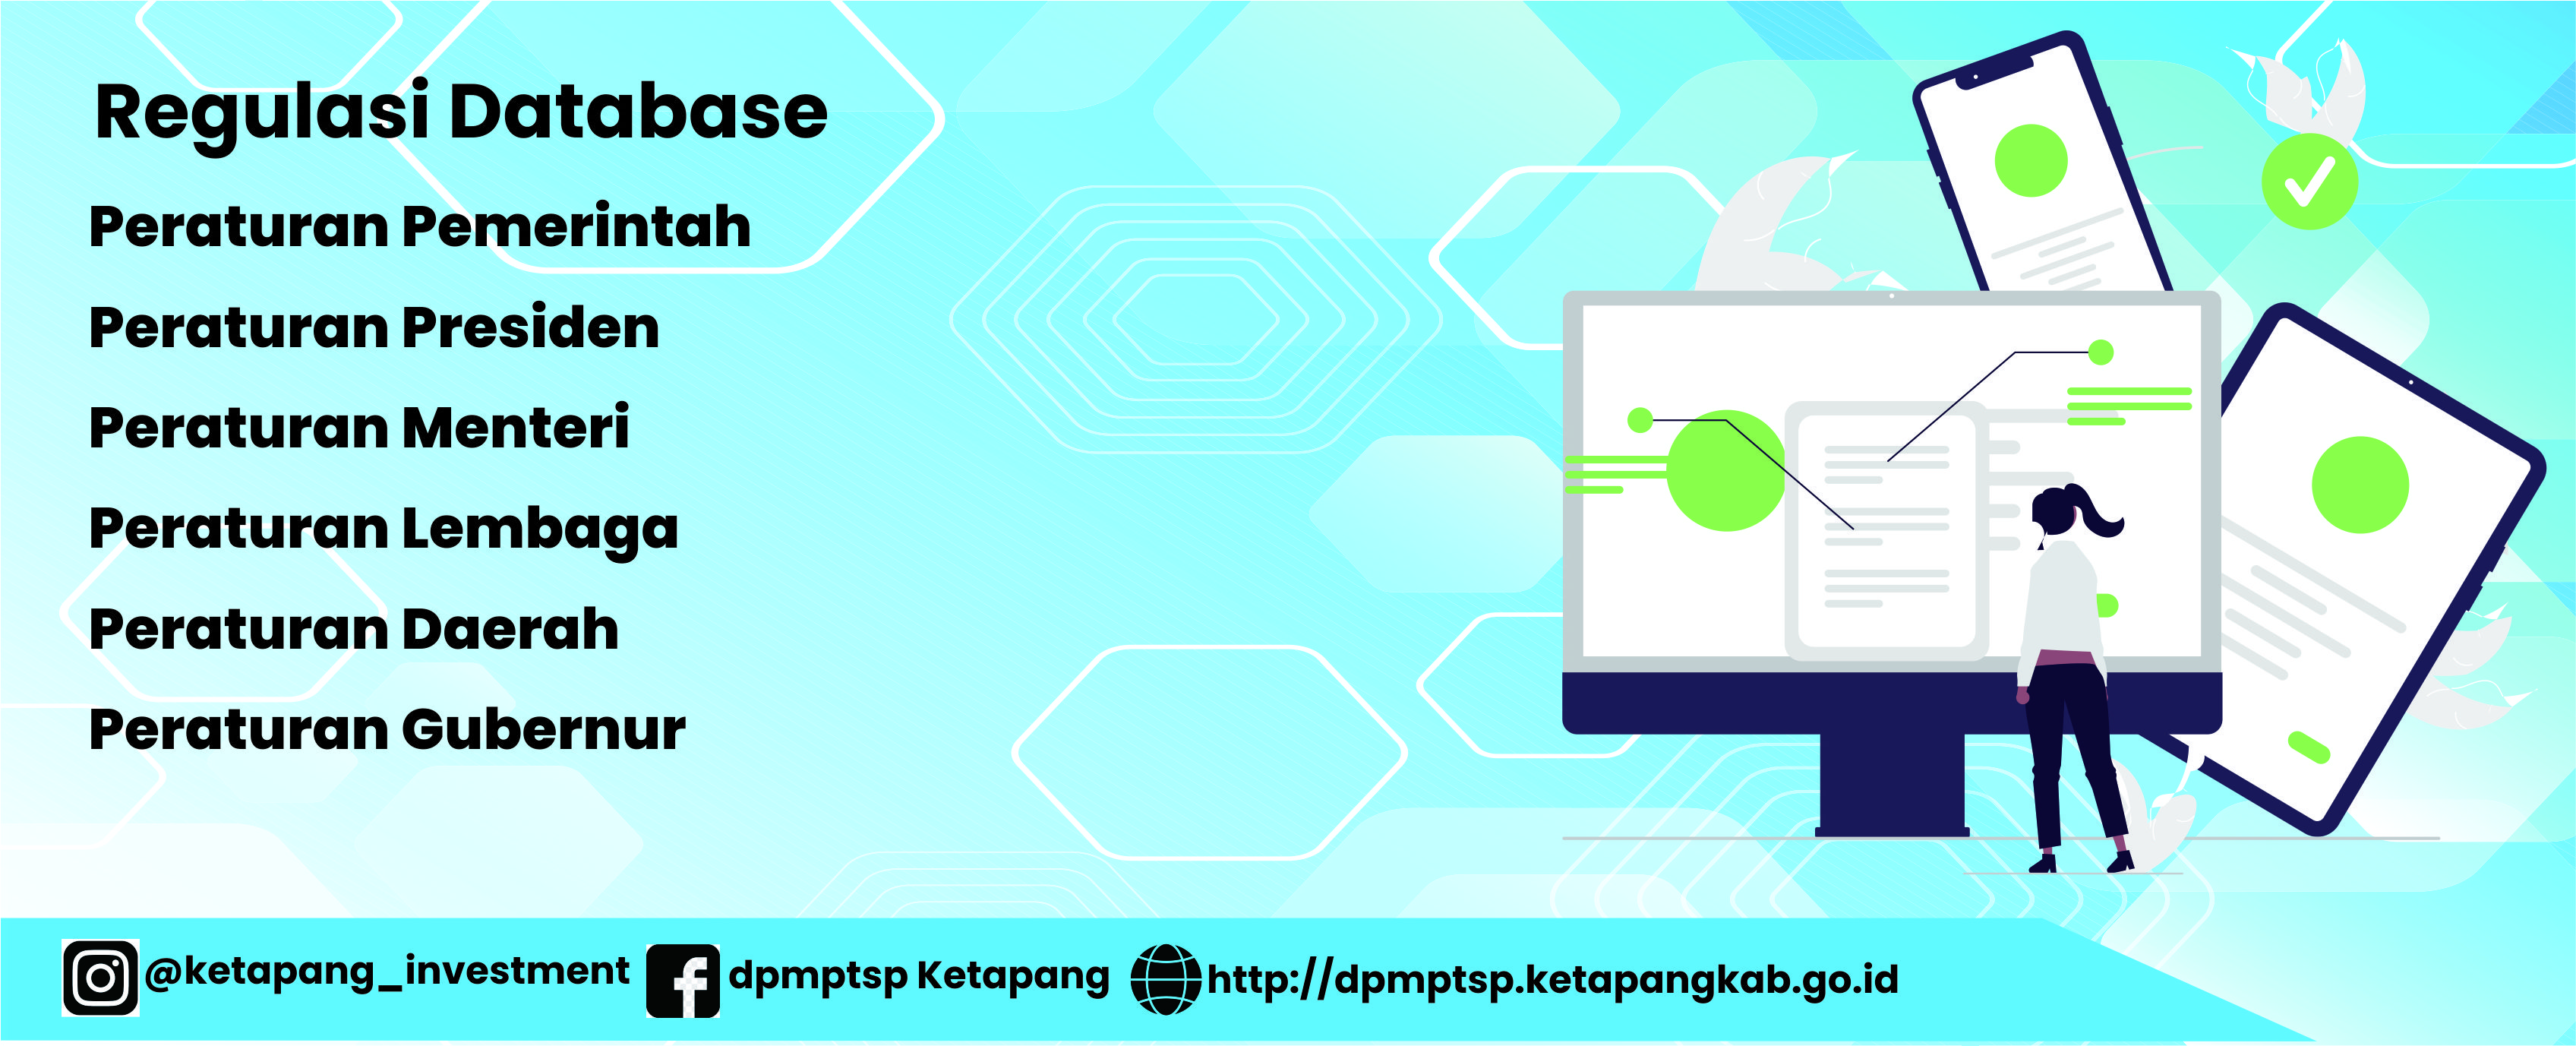 Regulasi Database
Peraturan Pemerintah
Peraturan Presiden
Peraturan Menteri
Peraturan Lembaga
Peraturan Daerah
Peraturan Gubernur
@ketapang_investment dpmptsp Ketapang http://dpmptsp.ketapangkab.go.id